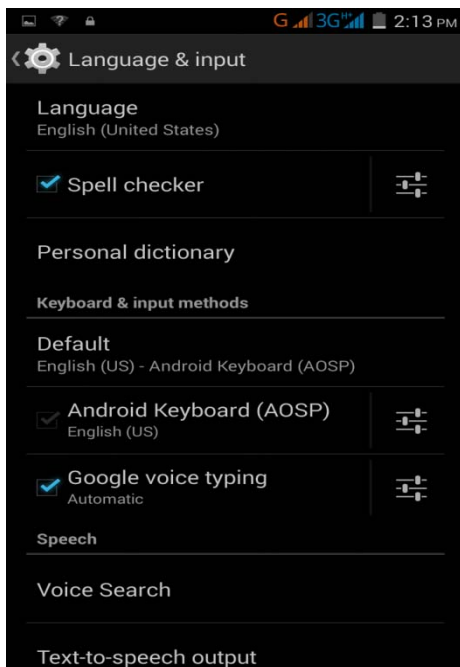 G 3G H+ 2:13 PM
Language & input
Language
English (United States)
Spell checker
Personal dictionary
Keyboard & input methods
Default
English (US) - Android Keyboard (AOSP)
Android Keyboard (AOSP)
English (US)
Google voice typing
Automatic
Speech
Voice Search
Text-to-speech output